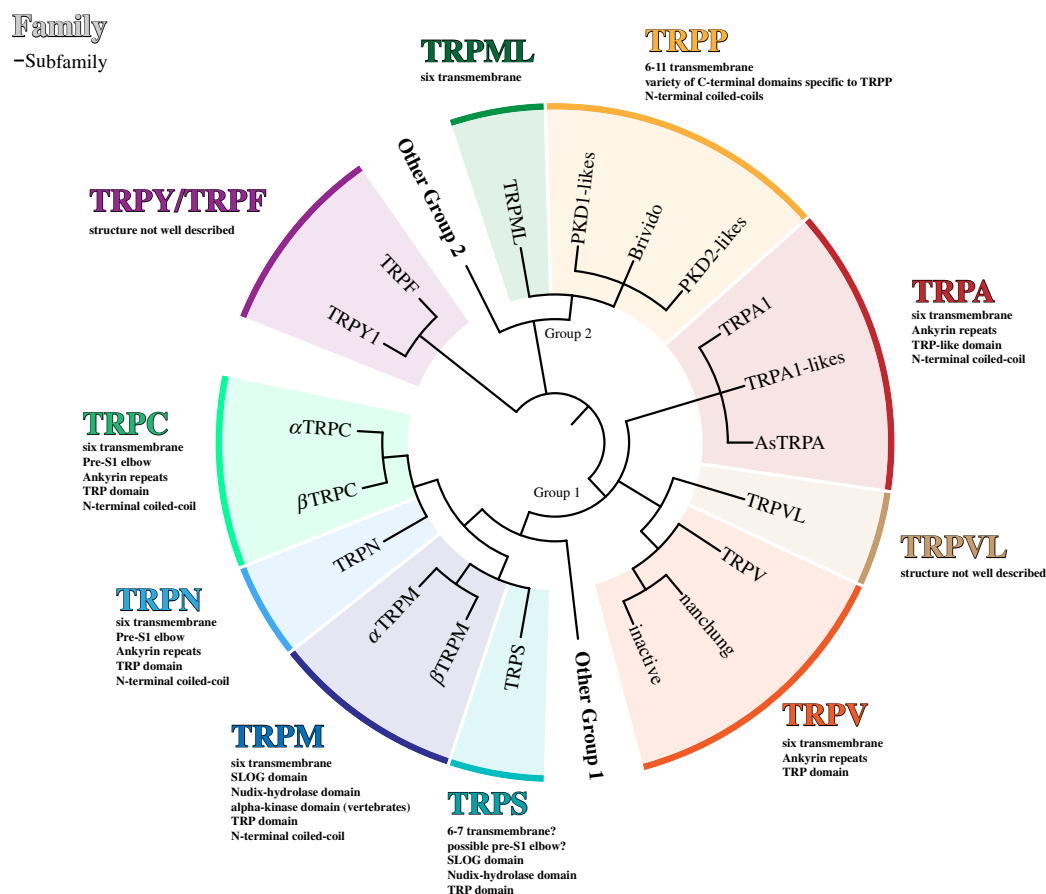 Family
–Subfamily
TRPML
six transmembrane
TRPP
6-11 transmembrane
variety of C-terminal domains specific to TRPP
N-terminal coiled-coils
TRPY/TRPF
structure not well described
TRPA
six transmembrane
Ankyrin repeats
TRP-like domain
N-terminal coiled-coil
TRPC
six transmembrane
Pre-S1 elbow
Ankyrin repeats
TRP domain
N-terminal coiled-coil
TRPVL
structure not well described
TRPN
six transmembrane
Pre-S1 elbow
Ankyrin repeats
TRP domain
N-terminal coiled-coil
TRPV
six transmembrane
Ankyrin repeats
TRP domain
TRPM
six transmembrane
SLOG domain
Nudix-hydrolase domain
alpha-kinase domain (vertebrates)
TRP domain
N-terminal coiled-coil
TRPS
6-7 transmembrane?
possible pre-S1 elbow?
SLOG domain
Nudix-hydrolase domain
TRP domain
Other Group 2
TRPML
PKD1-likes
Brivido
PKD2-likes
TRPA1
TRPA1-likes
AsTRPA
TRPVL
TRPV
nanchung
inactive
Other Group 1
TRPS
βTRPM
αTRPM
TRPN
βTRPC
αTRPC
TRPY1
TRPF
Group 2
Group 1